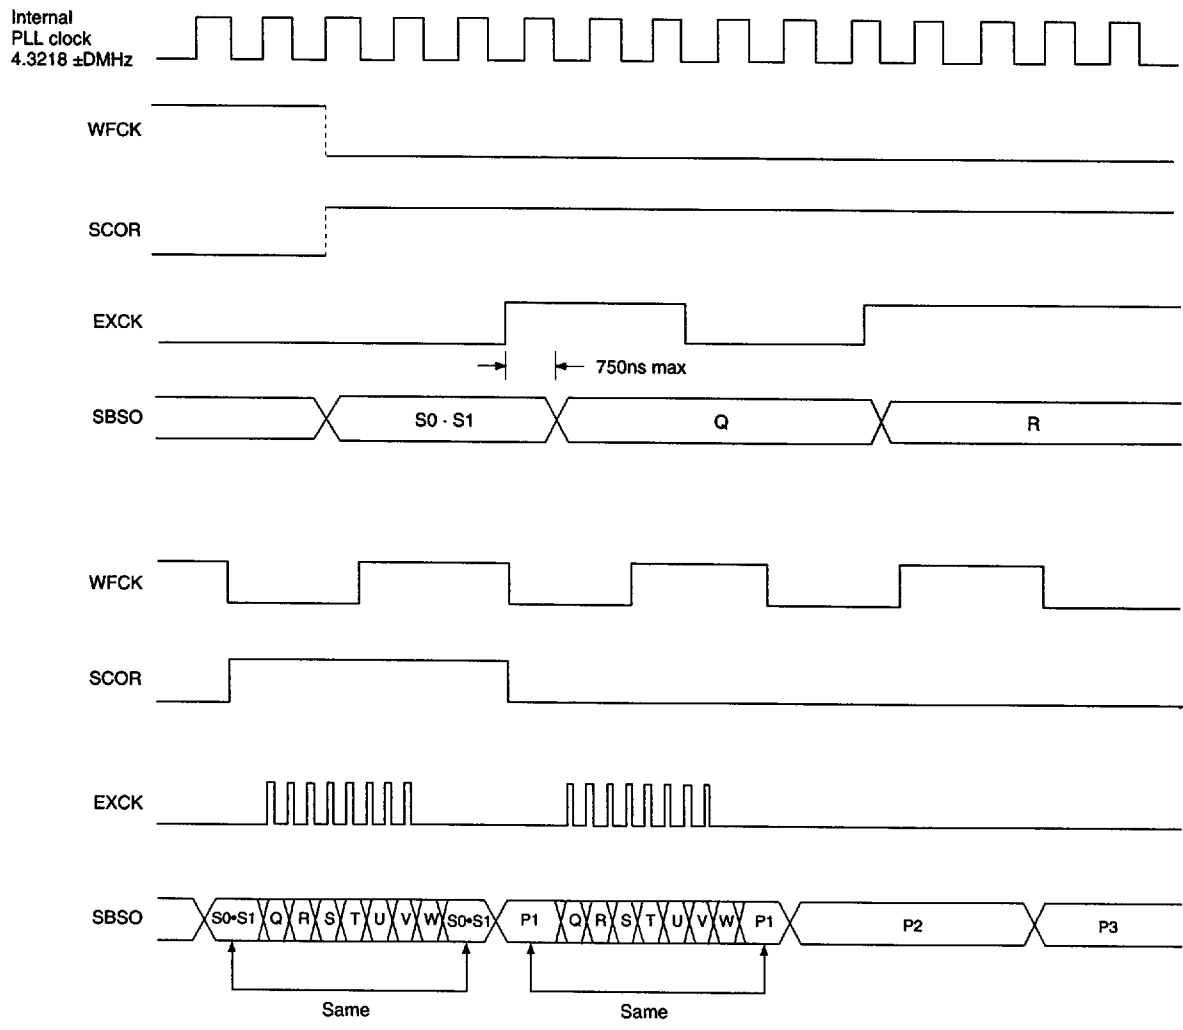 Internal
PLL clock
4.3218 ±DMHz
WFCK
SCOR
EXCK
750ns max
SBSO
S0 · S1
Q
R
WFCK
SCOR
EXCK
SBSO
S0•S1 Q R S T U V W S0•S1 P1 Q R S T U V W P1 P2 P3
Same
Same